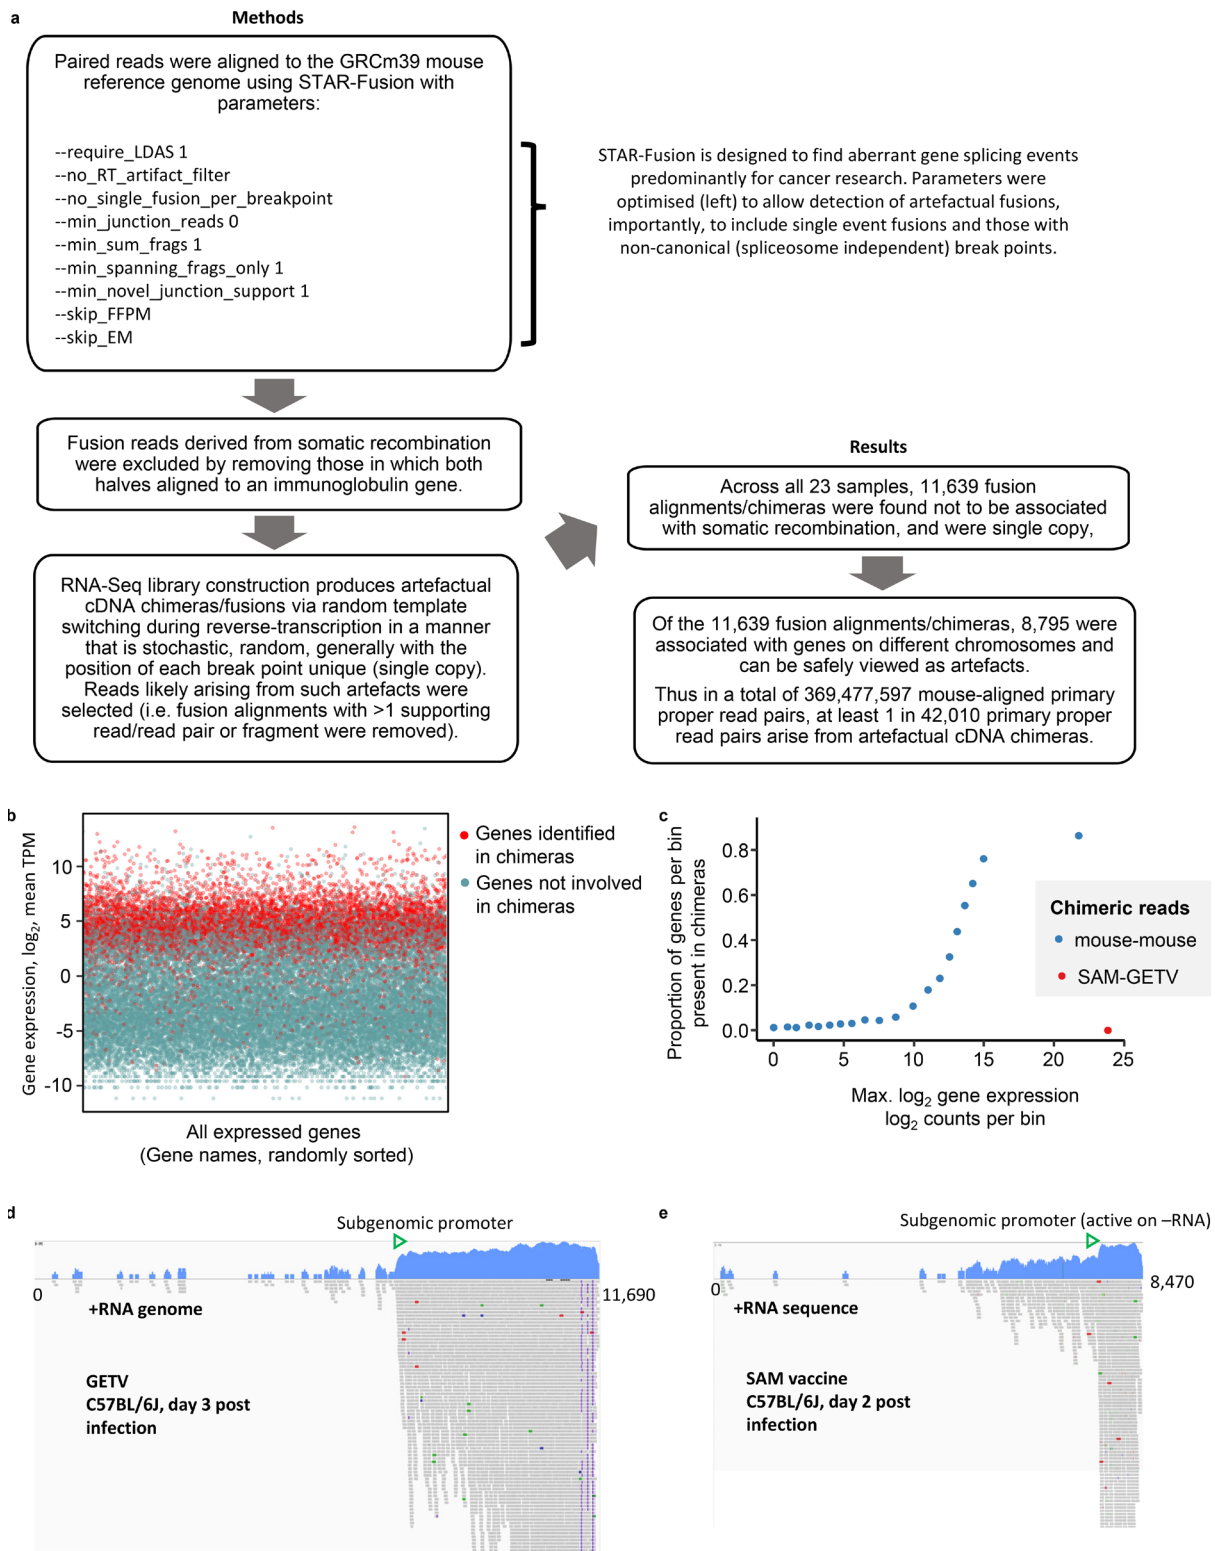 a
Methods
Paired reads were aligned to the GRCm39 mouse
reference genome using STAR-Fusion with
parameters:
--require_LDAS 1
--no_RT_artifact_filter
--no_single_fusion_per_breakpoint
--min_junction_reads 0
--min_sum_frags 1
--min_spanning_frags_only 1
--min_novel_junction_support 1
--skip_FFPM
--skip_EM
STAR-Fusion is designed to find aberrant gene splicing events
predominantly for cancer research. Parameters were
optimised (left) to allow detection of artefactual fusions,
importantly, to include single event fusions and those with
non-canonical (spliceosome independent) break points.
Fusion reads derived from somatic recombination
were excluded by removing those in which both
halves aligned to an immunoglobulin gene.
RNA-Seq library construction produces artefactual
cDNA chimeras/fusions via random template
switching during reverse-transcription in a manner
that is stochastic, random, generally with the
position of each break point unique (single copy).
Reads likely arising from such artefacts were
selected (i.e. fusion alignments with >1 supporting
read/read pair or fragment were removed).
Results
Across all 23 samples, 11,639 fusion
alignments/chimeras were found not to be associated
with somatic recombination, and were single copy,
Of the 11,639 fusion alignments/chimeras, 8,795 were
associated with genes on different chromosomes and
can be safely viewed as artefacts.
Thus in a total of 369,477,597 mouse-aligned primary
proper read pairs, at least 1 in 42,010 primary proper
read pairs arise from artefactual cDNA chimeras.
b
Gene expression, log2, mean TPM
10
5
0
-5
-10
All expressed genes
(Gene names, randomly sorted)
Genes identified
in chimeras
Genes not involved
in chimeras
c
Proportion of genes per bin
present in chimeras
0.8
0.6
0.4
0.2
0.0
0 5 10 15 20 25
Max. log2 gene expression
log2 counts per bin
Chimeric reads
mouse-mouse
SAM-GETV
d
Subgenomic promoter
0
11,690
+RNA genome
GETV
C57BL/6J, day 3 post
infection
e
Subgenomic promoter (active on –RNA)
0
8,470
+RNA sequence
SAM vaccine
C57BL/6J, day 2 post
infection